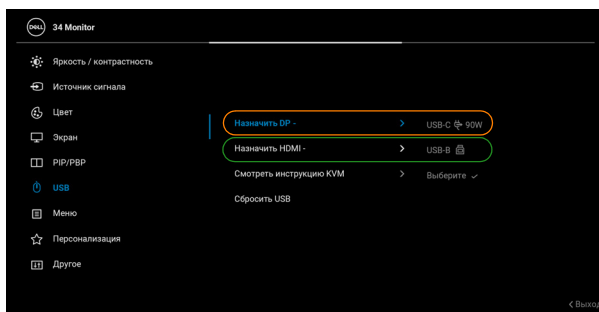 DELL 34 Monitor
Яркость / контрастность
Источник сигнала
Цвет
Экран
PIP/PBP
USB
Меню
Персонализация
Другое
Назначить DP - > USB-C 90W
Назначить HDMI - > USB-B
Смотреть инструкцию KVM > Выберите ✓
Сбросить USB
< Выход